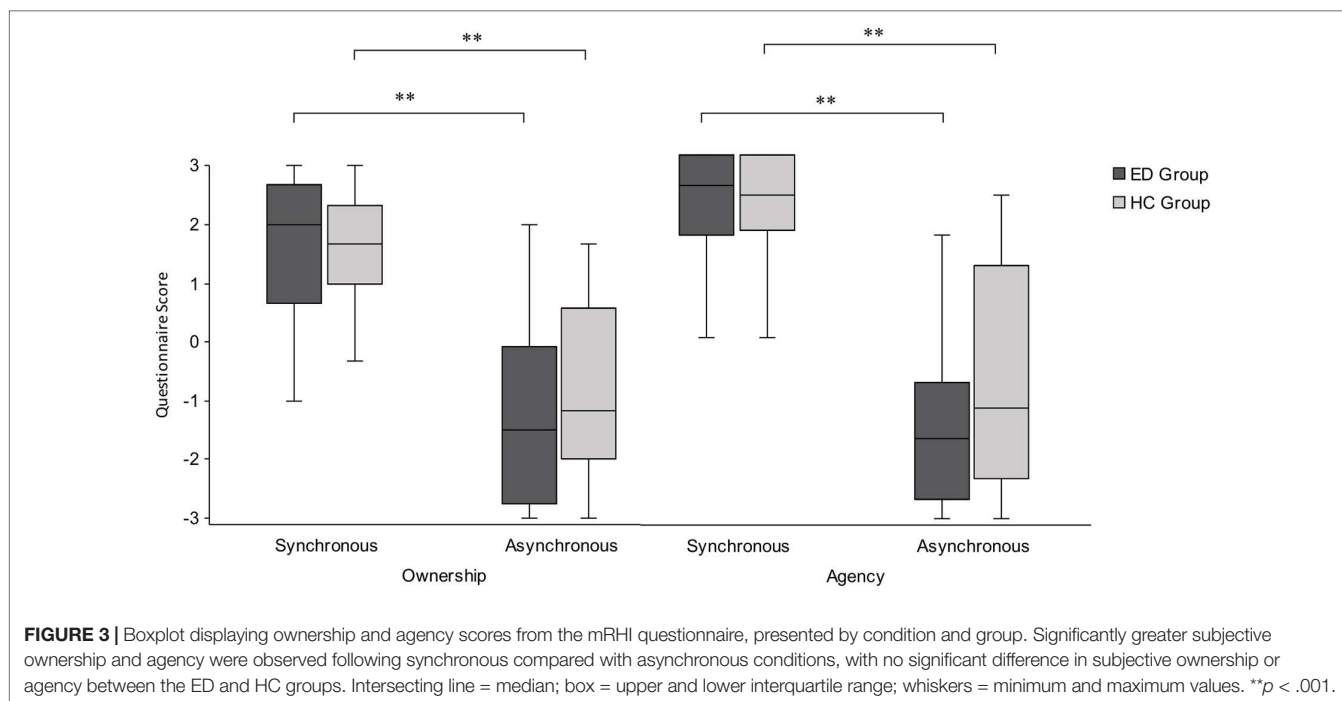 **
**
**
**
3
2
1
0
-1
-2
-3
Questionnaire Score
ED Group
HC Group
Synchronous
Asynchronous
Synchronous
Asynchronous
Ownership
Agency
FIGURE 3 | Boxplot displaying ownership and agency scores from the mRHI questionnaire, presented by condition and group. Significantly greater subjective
ownership and agency were observed following synchronous compared with asynchronous conditions, with no significant difference in subjective ownership or
agency between the ED and HC groups. Intersecting line = median; box = upper and lower interquartile range; whiskers = minimum and maximum values. **p < .001.